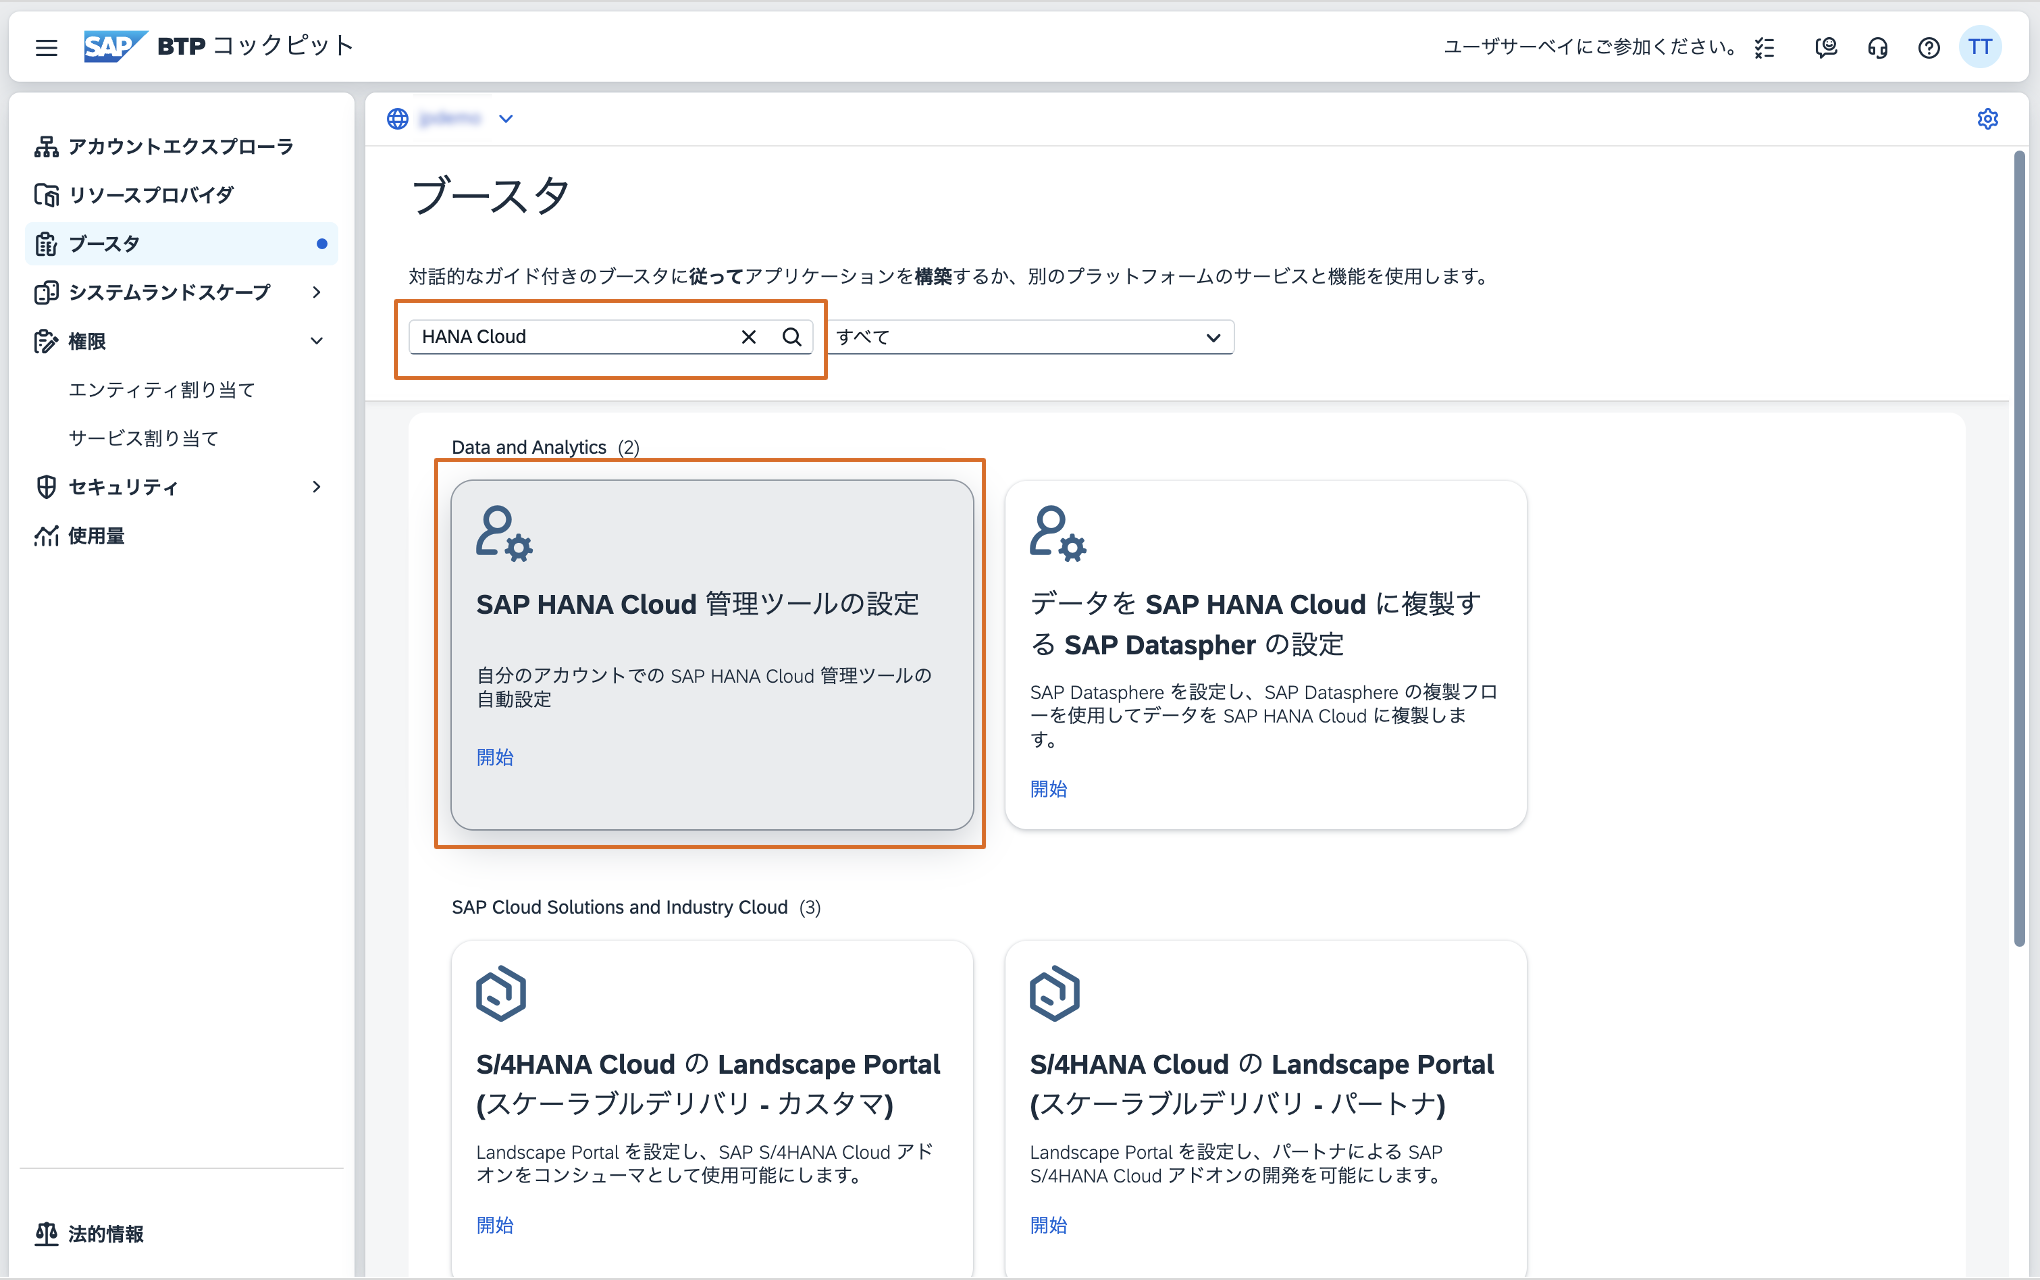 SAP BTP コックピット
ユーザサーベイにご参加ください。
TT
アカウントエクスプローラ
リソースプロバイダ
ブースタ
システムランドスケープ
権限
エンティティ割り当て
サービス割り当て
セキュリティ
使用量
法的情報
ブースタ
対話的なガイド付きのブースタに従ってアプリケーションを構築するか、別のプラットフォームのサービスと機能を使用します。
HANA Cloud
すべて
Data and Analytics (2)
SAP HANA Cloud 管理ツールの設定
自分のアカウントでの SAP HANA Cloud 管理ツールの
自動設定
開始
データを SAP HANA Cloud に複製す
る SAP Dataspher の設定
SAP Datasphere を設定し、SAP Datasphere の複製フロ
ーを使用してデータを SAP HANA Cloud に複製しま
す。
開始
SAP Cloud Solutions and Industry Cloud (3)
S/4HANA Cloud の Landscape Portal
(スケーラブルデリバリ - カスタマ)
Landscape Portal を設定し、SAP S/4HANA Cloud アド
オンをコンシューマとして使用可能にします。
開始
S/4HANA Cloud の Landscape Portal
(スケーラブルデリバリ - パートナ)
Landscape Portal を設定し、パートナによる SAP
S/4HANA Cloud アドオンの開発を可能にします。
開始